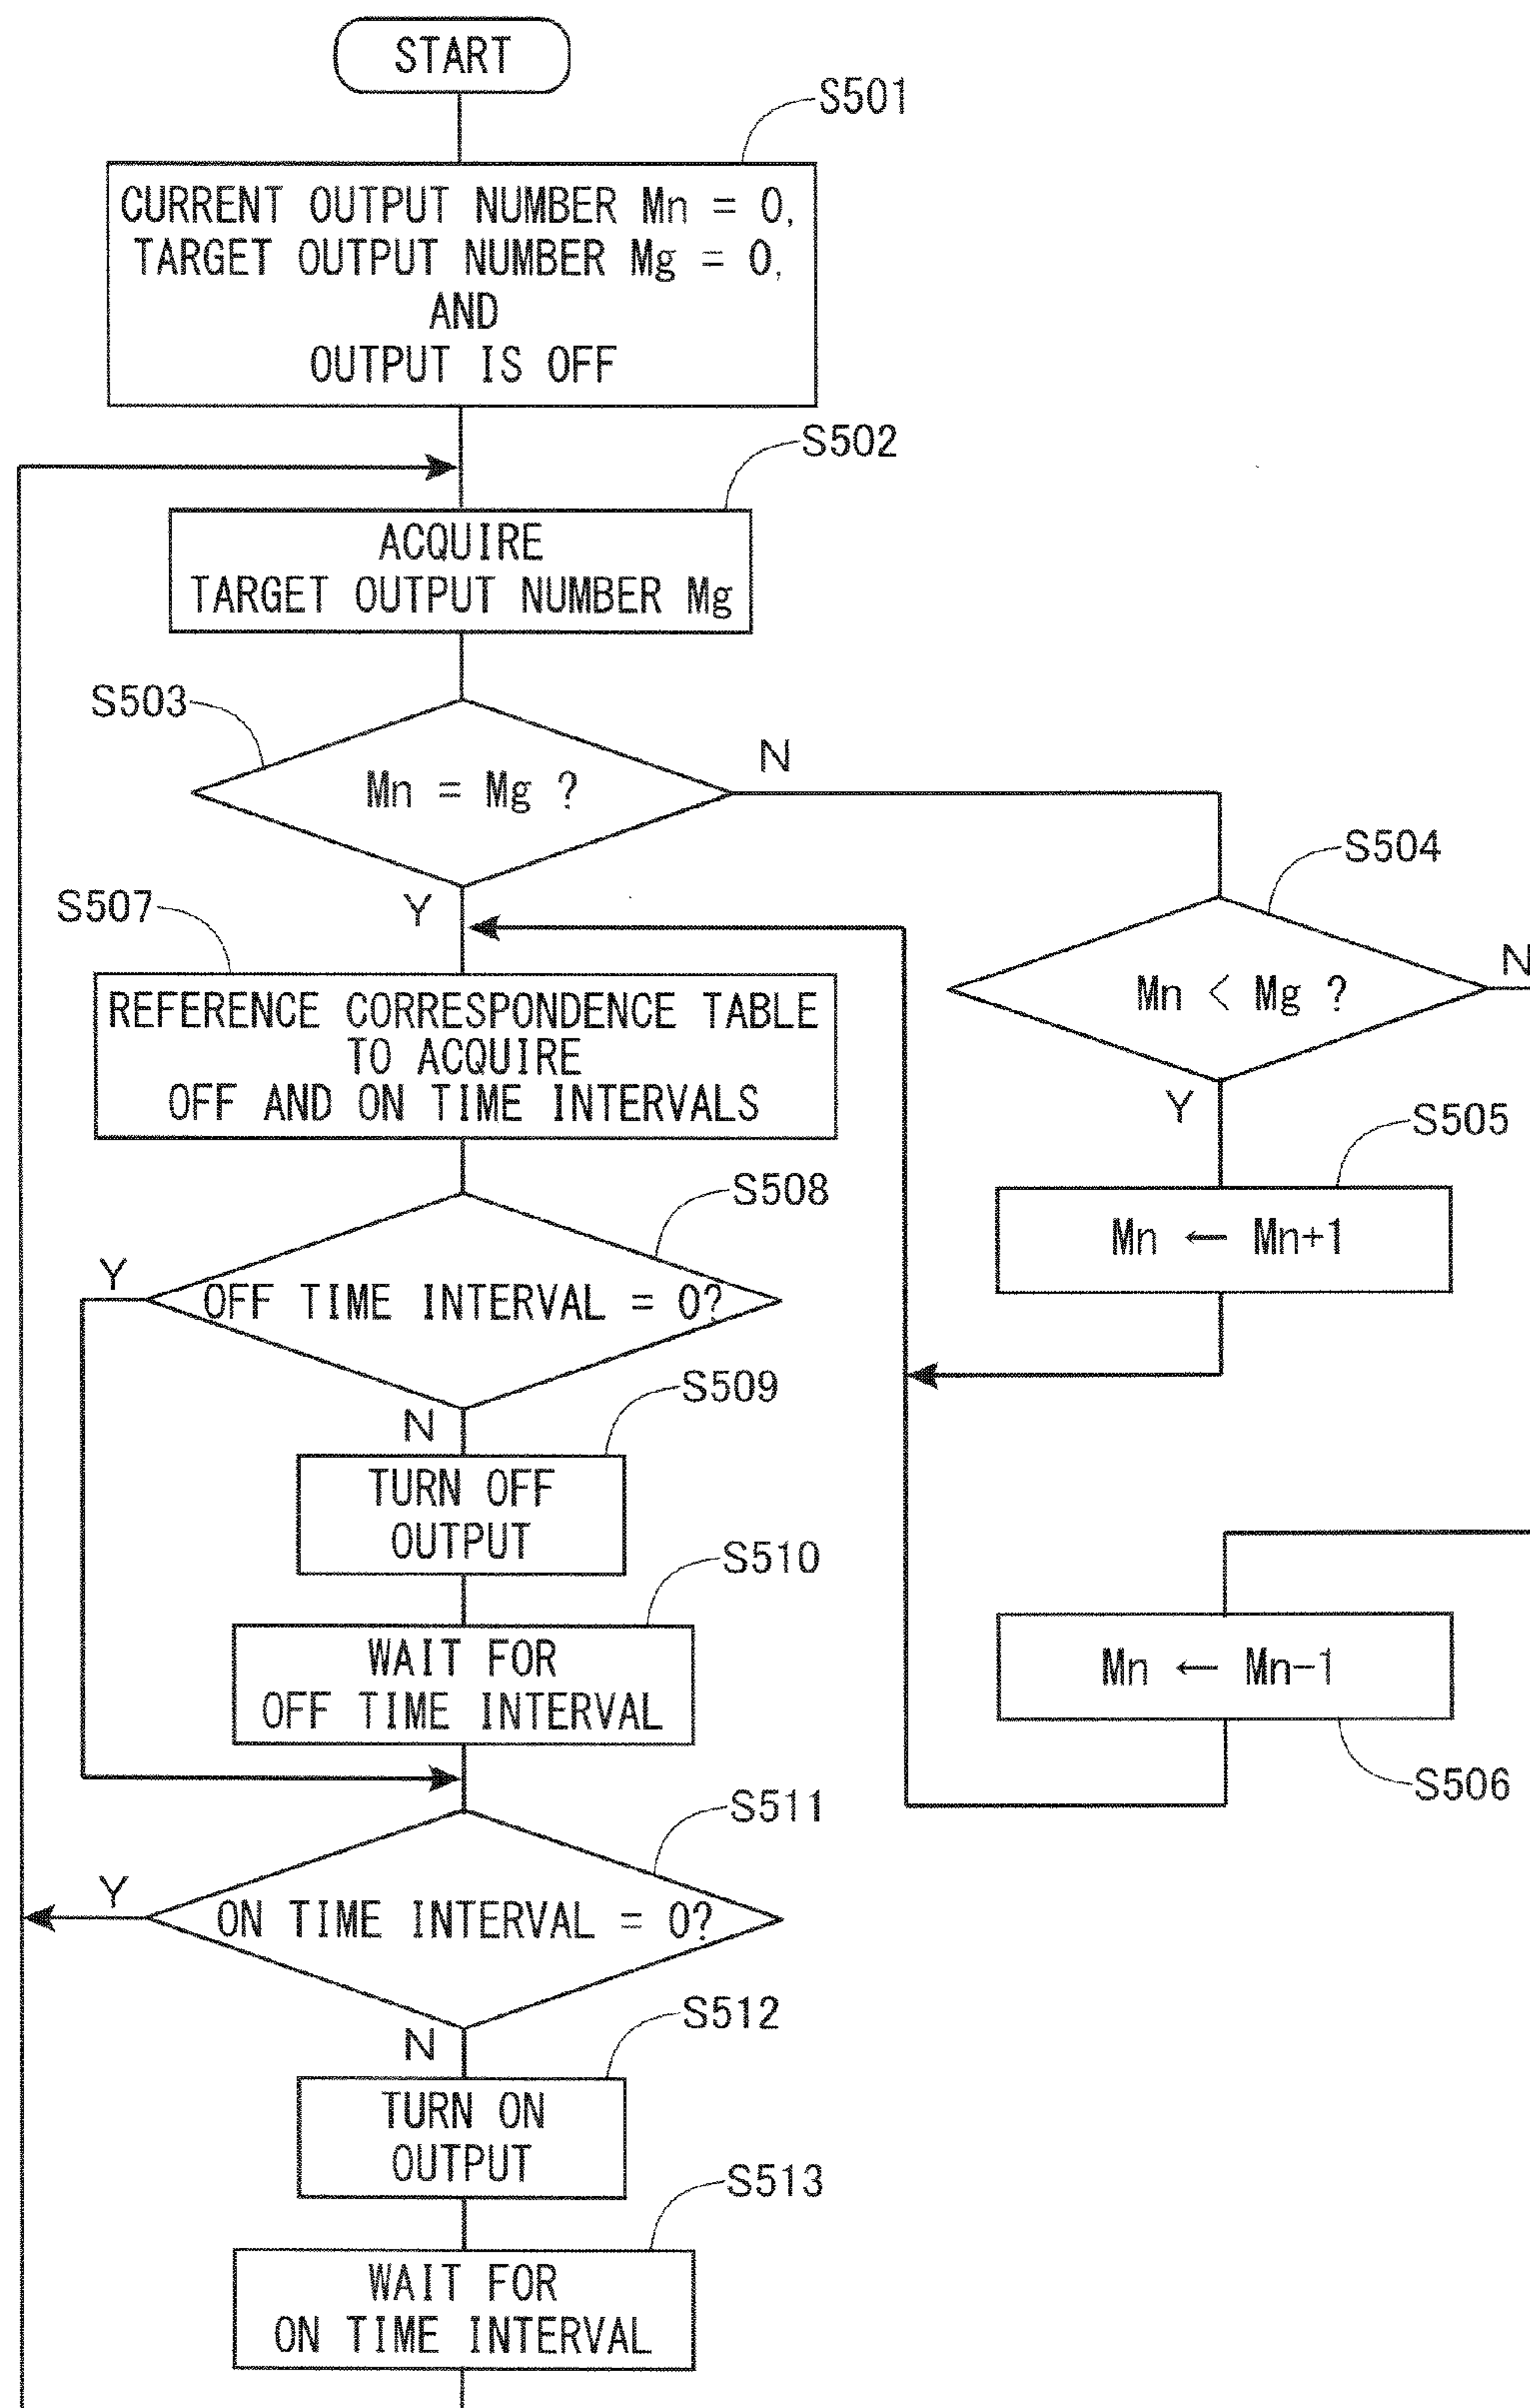 START
S501
CURRENT OUTPUT NUMBER Mn = 0,
TARGET OUTPUT NUMBER Mg = 0,
AND
OUTPUT IS OFF
S502
ACQUIRE
TARGET OUTPUT NUMBER Mg
S503
Mn = Mg ?
N
Y
S504
Mn < Mg ?
N
Y
S505
Mn ← Mn+1
S506
Mn ← Mn-1
S507
REFERENCE CORRESPONDENCE TABLE
TO ACQUIRE
OFF AND ON TIME INTERVALS
S508
OFF TIME INTERVAL = 0?
Y
N
S509
TURN OFF
OUTPUT
S510
WAIT FOR
OFF TIME INTERVAL
S511
ON TIME INTERVAL = 0?
Y
N
S512
TURN ON
OUTPUT
S513
WAIT FOR
ON TIME INTERVAL